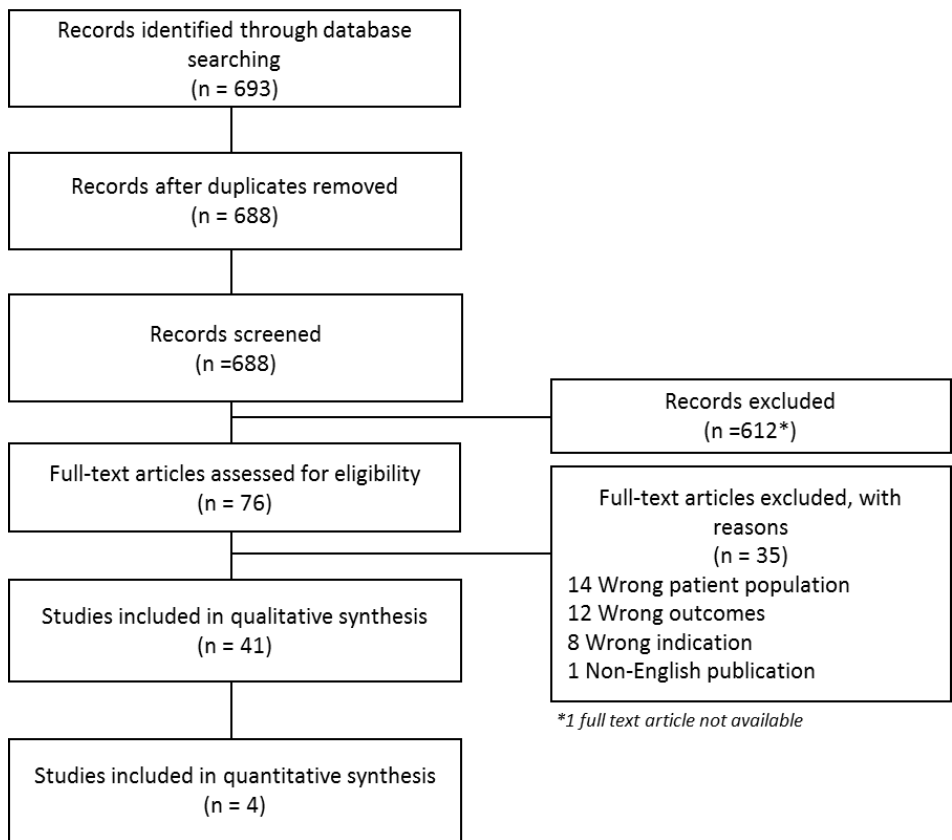 Records identified through database
searching
(n = 693)
Records after duplicates removed
(n = 688)
Records screened
(n =688)
Records excluded
(n =612*)
Full-text articles assessed for eligibility
(n = 76)
Full-text articles excluded, with
reasons
(n = 35)
14 Wrong patient population
12 Wrong outcomes
8 Wrong indication
1 Non-English publication
*1 full text article not available
Studies included in qualitative synthesis
(n = 41)
Studies included in quantitative synthesis
(n = 4)